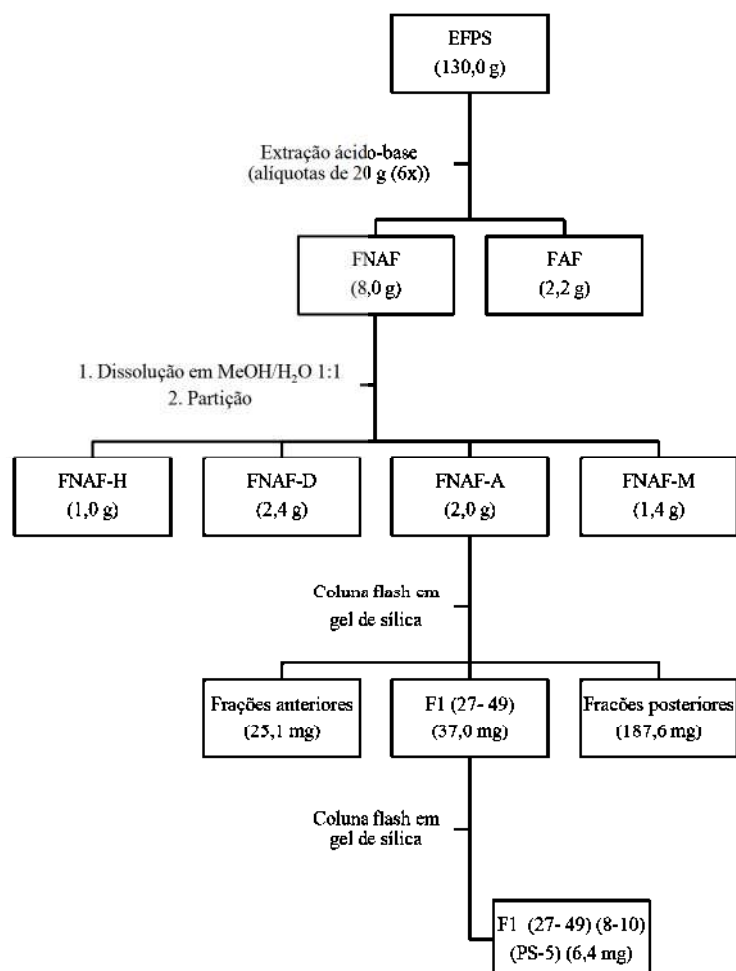 EFPS
(130,0 g)
Extração ácido-base
(alíquotas de 20 g (6x))
FNAF
(8,0 g)
FAF
(2,2 g)
1. Dissolução em MeOH/H₂O 1:1
2. Partição
FNAF-H
(1,0 g)
FNAF-D
(2,4 g)
FNAF-A
(2,0 g)
FNAF-M
(1,4 g)
Coluna flash em
gel de sílica
Frações anteriores
(25,1 mg)
F1 (27- 49)
(37,0 mg)
Fracões posteriores
(187,6 mg)
Coluna flash em
gel de sílica
F1 (27- 49) (8-10)
(PS-5) (6,4 mg)